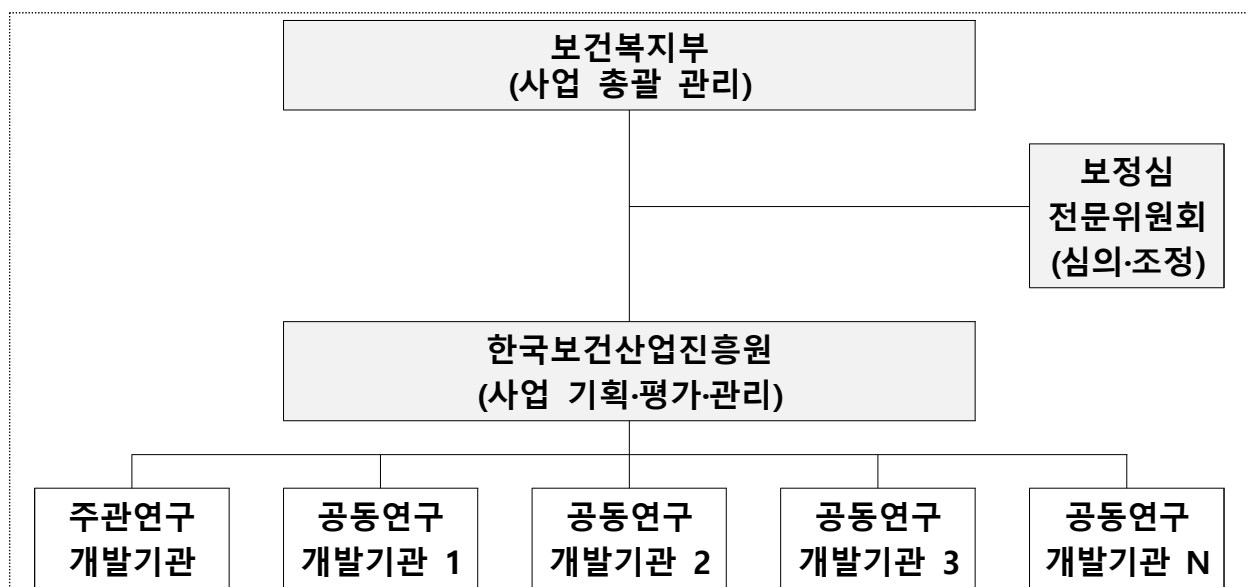 보건복지부
(사업 총괄 관리)
보정심
전문위원회
(심의·조정)
한국보건산업진흥원
(사업 기획·평가·관리)
주관연구
개발기관
공동연구
개발기관 1
공동연구
개발기관 2
공동연구
개발기관 3
공동연구
개발기관 N